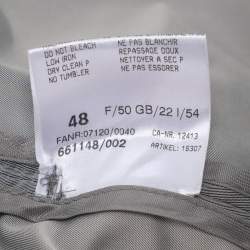 DO NOT BLEACH NE PAS BLANCHIR
LOW IRON REPASSAGE DOUX
DRY CLEAN P NETTOYER A SEC P
NO TUMBLER NE PAS ESSORER
48 F/50 GB/22 I/54
FANR:07120/0040 CA-NR. 12413
661148/002 ARTIKEL: 16307